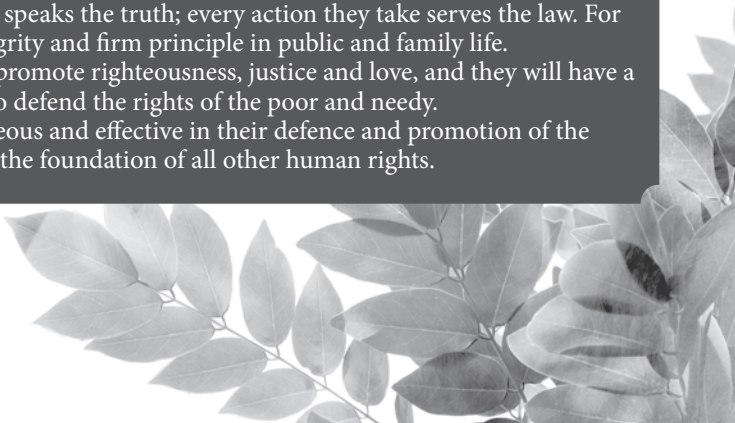 speaks the truth; every action they take serves the law. For
grity and firm principle in public and family life.
promote righteousness, justice and love, and they will have a
o defend the rights of the poor and needy.
eous and effective in their defence and promotion of the
the foundation of all other human rights.